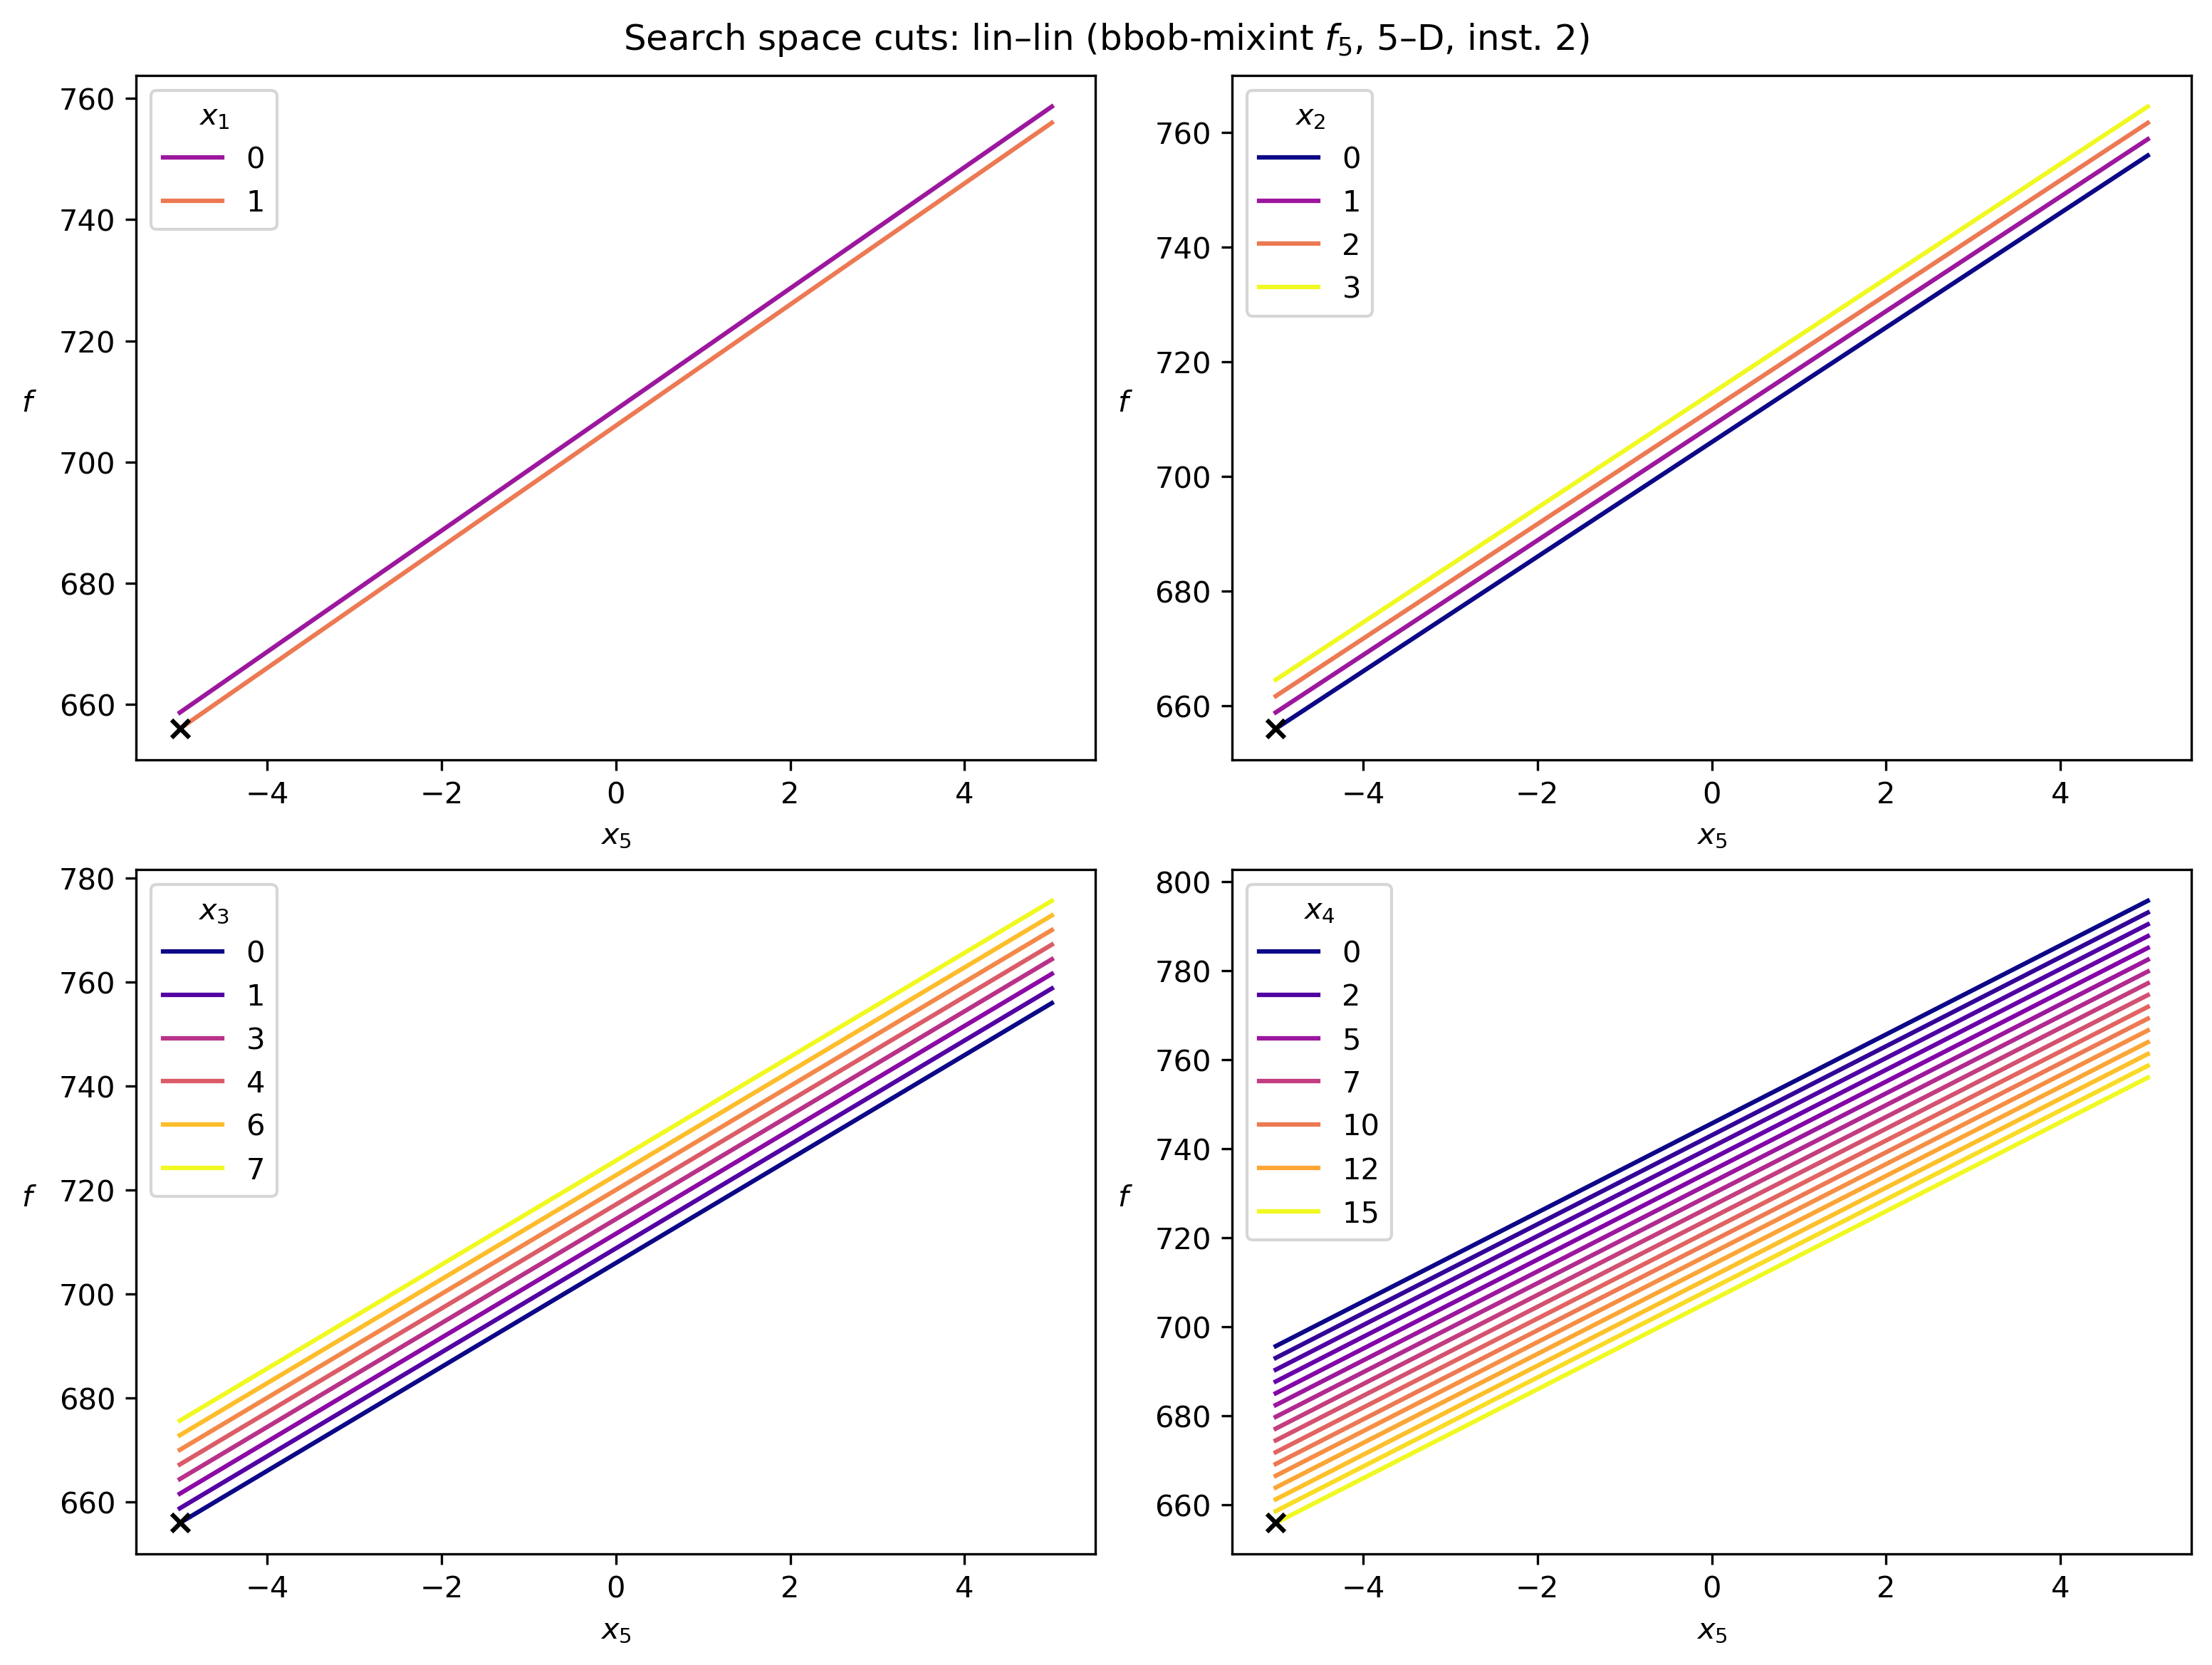 Search space cuts: lin–lin (bbob-mixint f5, 5–D, inst. 2)
x1
0
1
760
740
720
700
680
660
f
−4 −2 0 2 4
x5
x2
0
1
2
3
760
740
720
700
680
660
f
−4 −2 0 2 4
x5
x3
0
1
3
4
6
7
780
760
740
720
700
680
660
f
−4 −2 0 2 4
x5
x4
0
2
5
7
10
12
15
800
780
760
740
720
700
680
660
f
−4 −2 0 2 4
x5